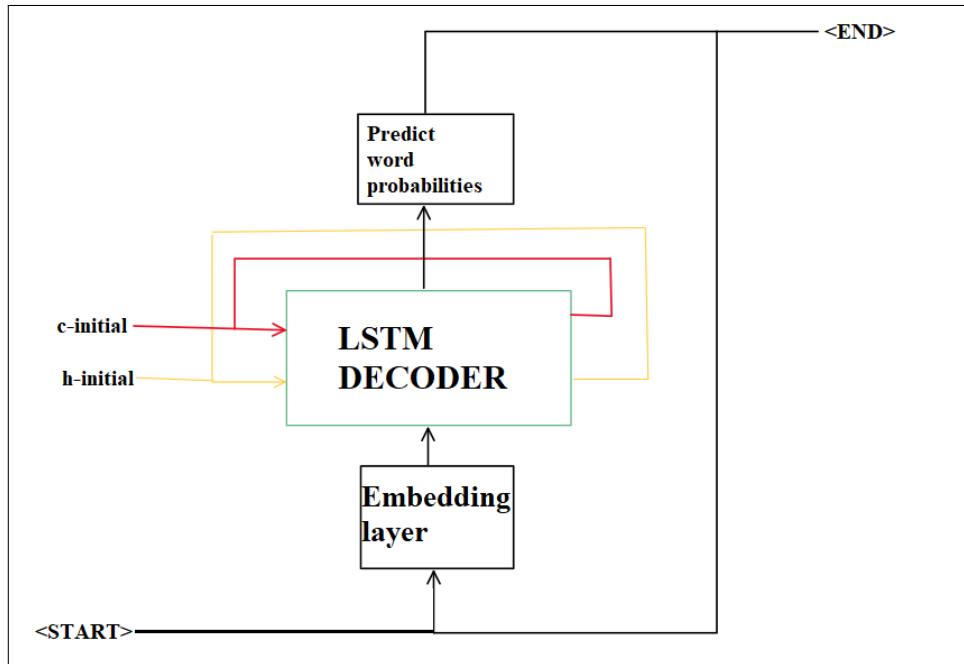 <END>
Predict
word
probabilities
c-initial
h-initial
LSTM
DECODER
Embedding
layer
<START>